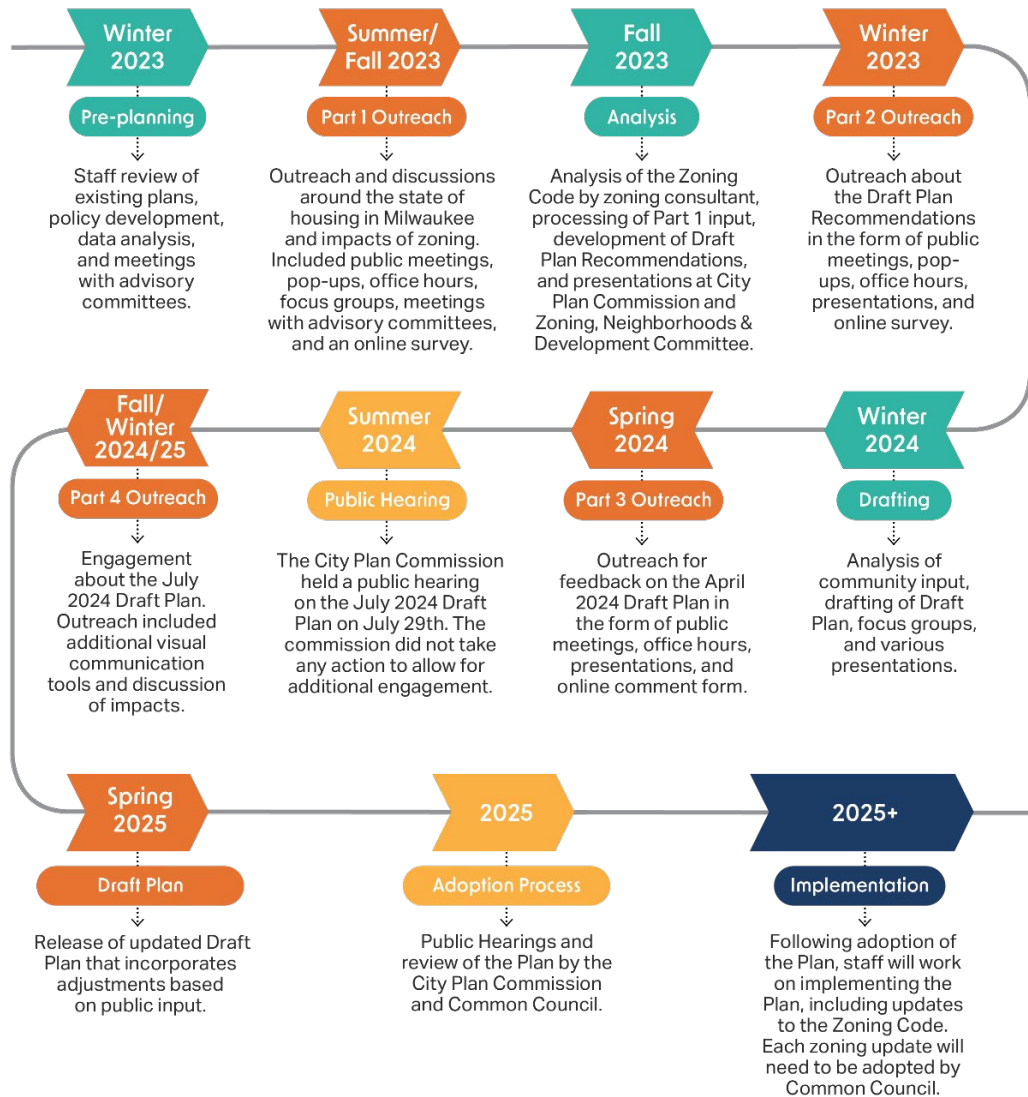 Winter
2023
Pre-planning
Staff review of
existing plans,
policy development,
data analysis,
and meetings
with advisory
committees.
Summer/
Fall 2023
Part 1 Outreach
Outreach and discussions
around the state of
housing in Milwaukee
and impacts of zoning.
Included public meetings,
pop-ups, office hours,
focus groups, meetings
with advisory committees,
and an online survey.
Fall
2023
Analysis
Analysis of the Zoning
Code by zoning consultant,
processing of Part 1 input,
development of Draft
Plan Recommendations,
and presentations at City
Plan Commission and
Zoning, Neighborhoods &
Development Committee.
Winter
2023
Part 2 Outreach
Outreach about
the Draft Plan
Recommendations
in the form of public
meetings, pop-
ups, office hours,
presentations, and
online survey.
Winter
2024
Drafting
Analysis of
community input,
drafting of Draft
Plan, focus groups,
and various
presentations.
Spring
2024
Part 3 Outreach
Outreach for
feedback on the April
2024 Draft Plan in
the form of public
meetings, office hours,
presentations, and
online comment form.
Summer
2024
Public Hearing
The City Plan Commission
held a public hearing
on the July 2024 Draft
Plan on July 29th. The
commission did not take
any action to allow for
additional engagement.
Fall/
Winter
2024/25
Part 4 Outreach
Engagement
about the July
2024 Draft Plan.
Outreach included
additional visual
communication
tools and discussion
of impacts.
Spring
2025
Draft Plan
Release of updated Draft
Plan that incorporates
adjustments based
on public input.
2025
Adoption Process
Public Hearings and
review of the Plan by the
City Plan Commission
and Common Council.
2025+
Implementation
Following adoption of
the Plan, staff will work
on implementing the
Plan, including updates
to the Zoning Code.
Each zoning update will
need to be adopted by
Common Council.